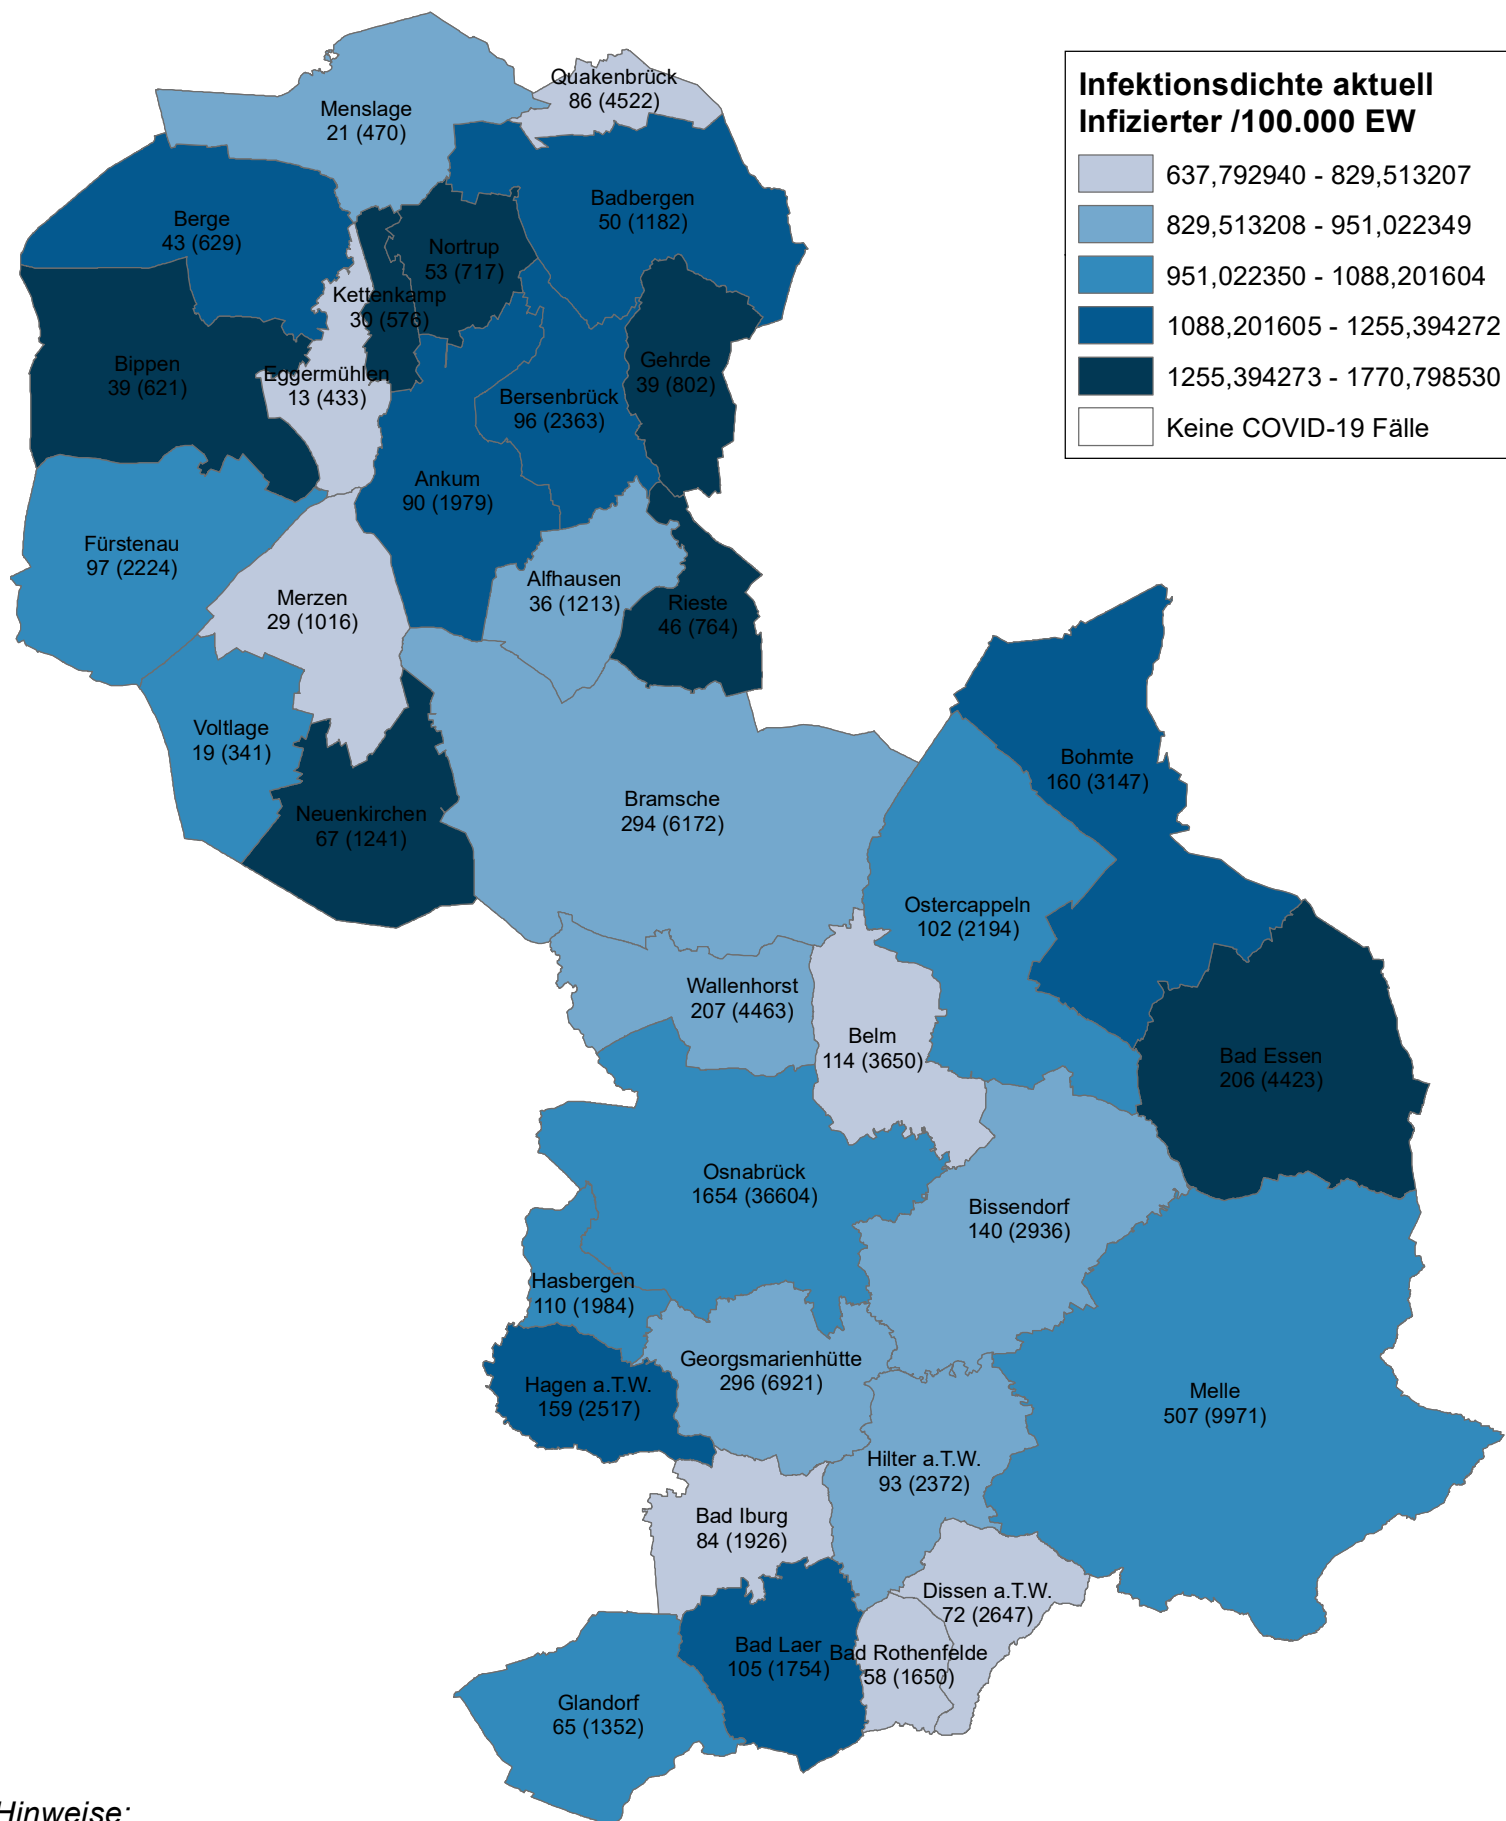 Infektionsdichte aktuell
Infizierter /100.000 EW
637,792940 - 829,513207
829,513208 - 951,022349
951,022350 - 1088,201604
1088,201605 - 1255,394272
1255,394273 - 1770,798530
Keine COVID-19 Fälle
Quakenbrück
86 (4522)
Menslage
21 (470)
Badbergen
50 (1182)
Berge
43 (629)
Nortrup
53 (717)
Kettenkamp
30 (576)
Bippen
39 (621)
Eggermühlen
13 (433)
Gehrde
39 (802)
Bersenbrück
96 (2363)
Ankum
90 (1979)
Fürstenau
97 (2224)
Alfhausen
36 (1213)
Merzen
29 (1016)
Rieste
46 (764)
Voltlage
19 (341)
Bohmte
160 (3147)
Neuenkirchen
67 (1241)
Bramsche
294 (6172)
Ostercappeln
102 (2194)
Wallenhorst
207 (4463)
Belm
114 (3650)
Bad Essen
206 (4423)
Osnabrück
1654 (36604)
Bissendorf
140 (2936)
Hasbergen
110 (1984)
Georgsmarienhütte
296 (6921)
Hagen a.T.W.
159 (2517)
Melle
507 (9971)
Hilter a.T.W.
93 (2372)
Bad Iburg
84 (1926)
Dissen a.T.W.
72 (2647)
Bad Laer
105 (1754)
Bad Rothenfelde
58 (1650)
Glandorf
65 (1352)
Hinweise: